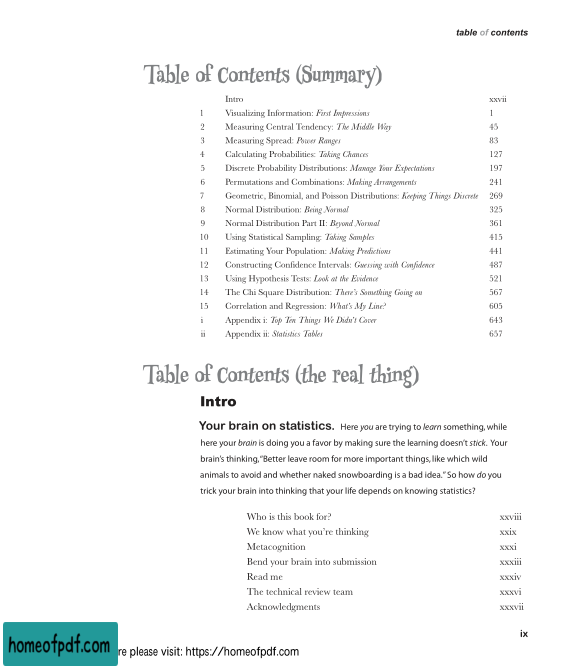 table of contents
Table of Contents (Summary)
Intro xxvii
1 Visualizing Information: First Impressions 1
2 Measuring Central Tendency: The Middle Way 45
3 Measuring Spread: Power Ranges 83
4 Calculating Probabilities: Taking Chances 127
5 Discrete Probability Distributions: Manage Your Expectations 197
6 Permutations and Combinations: Making Arrangements 241
7 Geometric, Binomial, and Poisson Distributions: Keeping Things Discrete 269
8 Normal Distribution: Being Normal 325
9 Normal Distribution Part II: Beyond Normal 361
10 Using Statistical Sampling: Taking Samples 415
11 Estimating Your Population: Making Predictions 441
12 Constructing Confidence Intervals: Guessing with Confidence 487
13 Using Hypothesis Tests: Look at the Evidence 521
14 The Chi Square Distribution: There's Something Going on 567
15 Correlation and Regression: What's My Line? 605
i Appendix i: Top Ten Things We Didn't Cover 643
ii Appendix ii: Statistics Tables 657
Table of Contents (the real thing)
Intro
Your brain on statistics. Here you are trying to learn something, while
here your brain is doing you a favor by making sure the learning doesn't stick. Your
brain's thinking, “Better leave room for more important things, like which wild
animals to avoid and whether naked snowboarding is a bad idea.” So how do you
trick your brain into thinking that your life depends on knowing statistics?
Who is this book for? xxviii
We know what you're thinking xxix
Metacognition xxxi
Bend your brain into submission xxxiii
Read me xxxiv
The technical review team xxxvi
Acknowledgments xxxvii
ix
homeofpdf.com
re please visit: https://homeofpdf.com